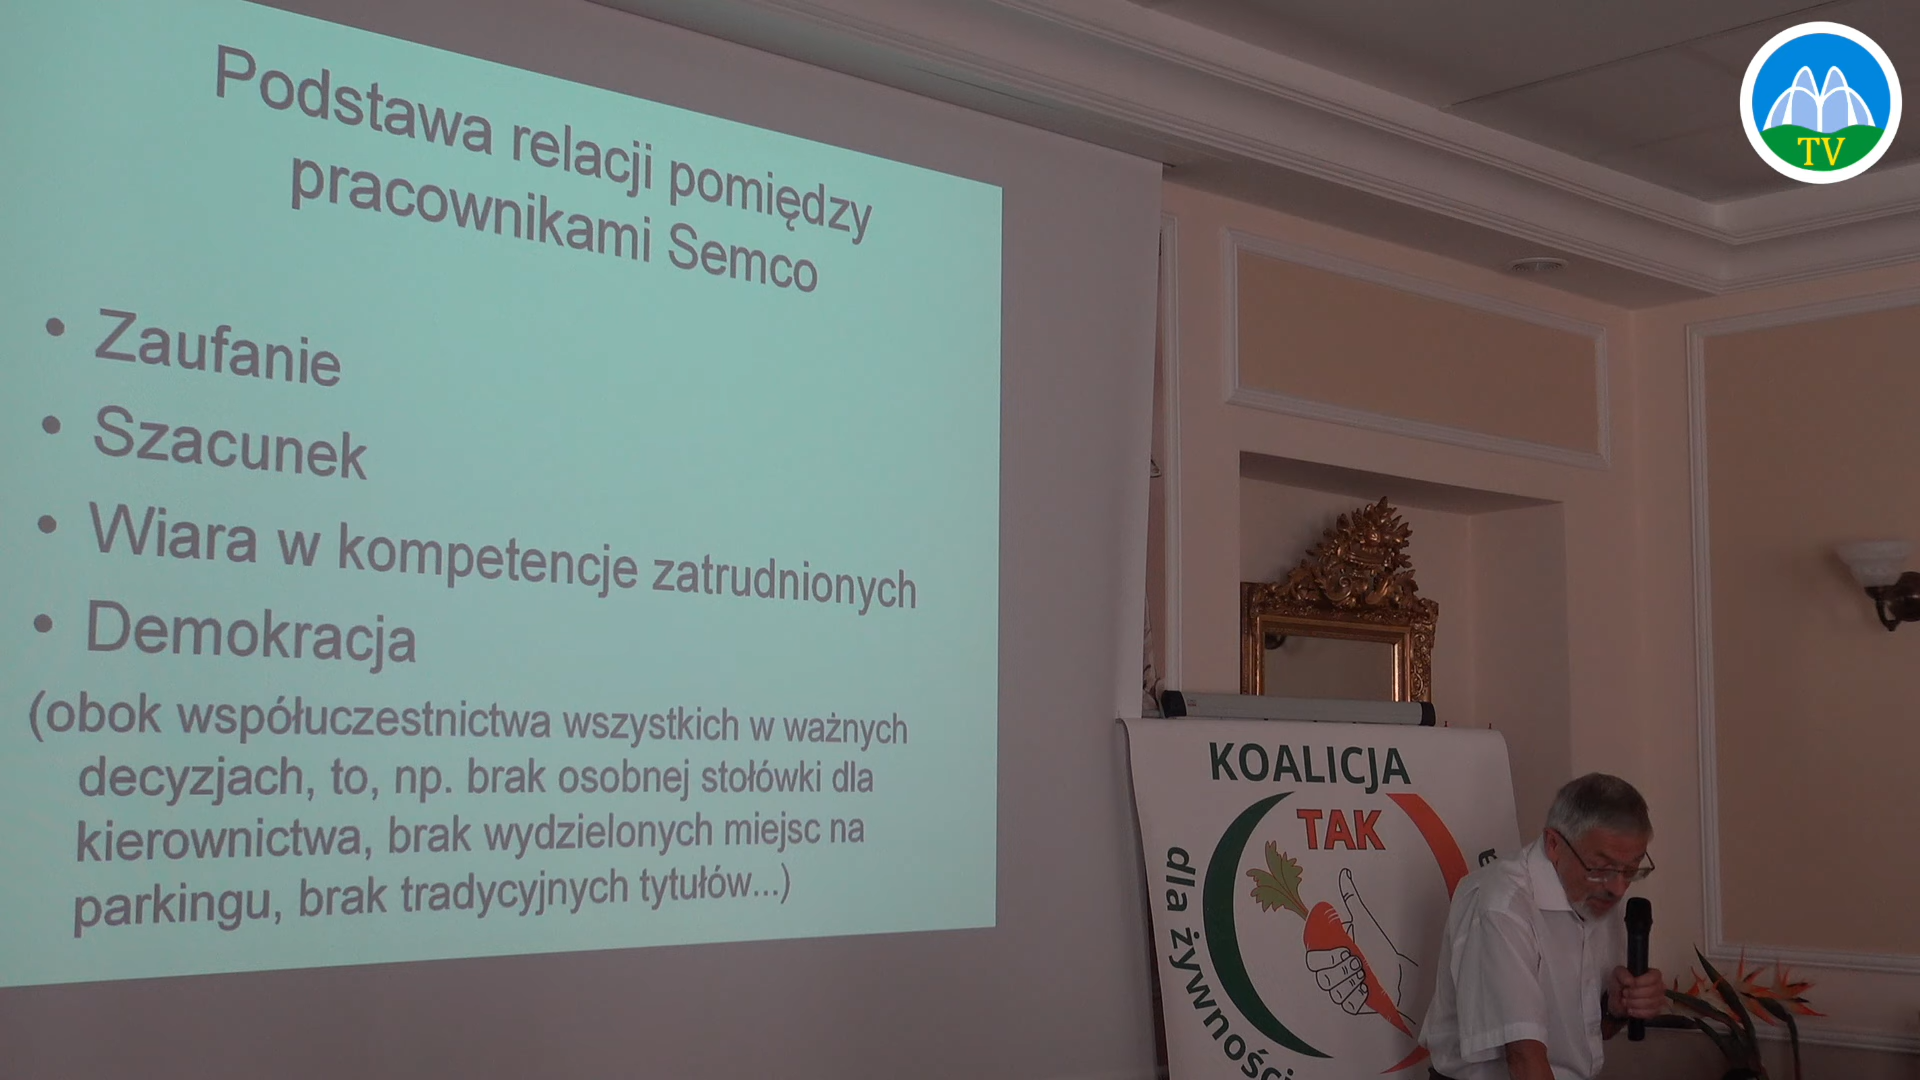 Podstawa relacji pomiędzy
pracownikami Semco
• Zaufanie
• Szacunek
• Wiara w kompetencje zatrudnionych
• Demokracja
(obok współuczestnictwa wszystkich w ważnych
decyzjach, to, np. brak osobnej stołówki dla
kierownictwa, brak wydzielonych miejsc na
parkingu, brak tradycyjnych tytułów...)
TV
KOALICJA
TAK
dla żywności